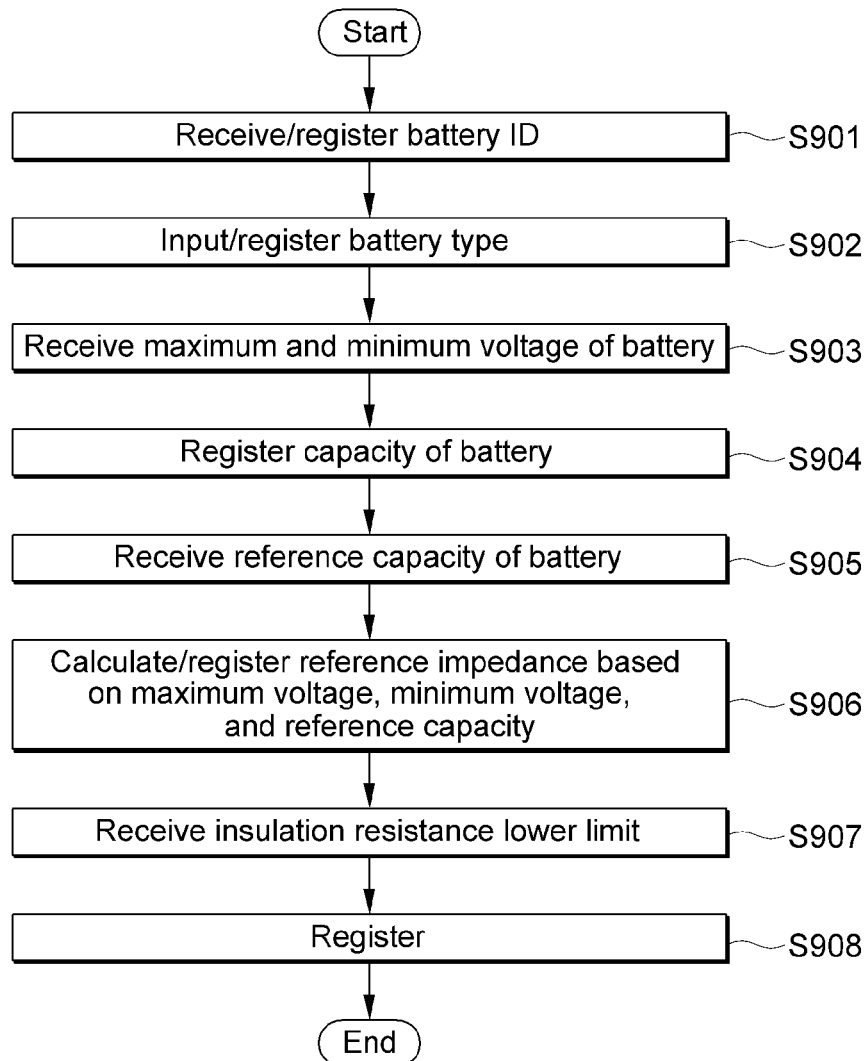 Start
Receive/register battery ID
S901
Input/register battery type
S902
Receive maximum and minimum voltage of battery
S903
Register capacity of battery
S904
Receive reference capacity of battery
S905
Calculate/register reference impedance based
on maximum voltage, minimum voltage,
and reference capacity
S906
Receive insulation resistance lower limit
S907
Register
S908
End